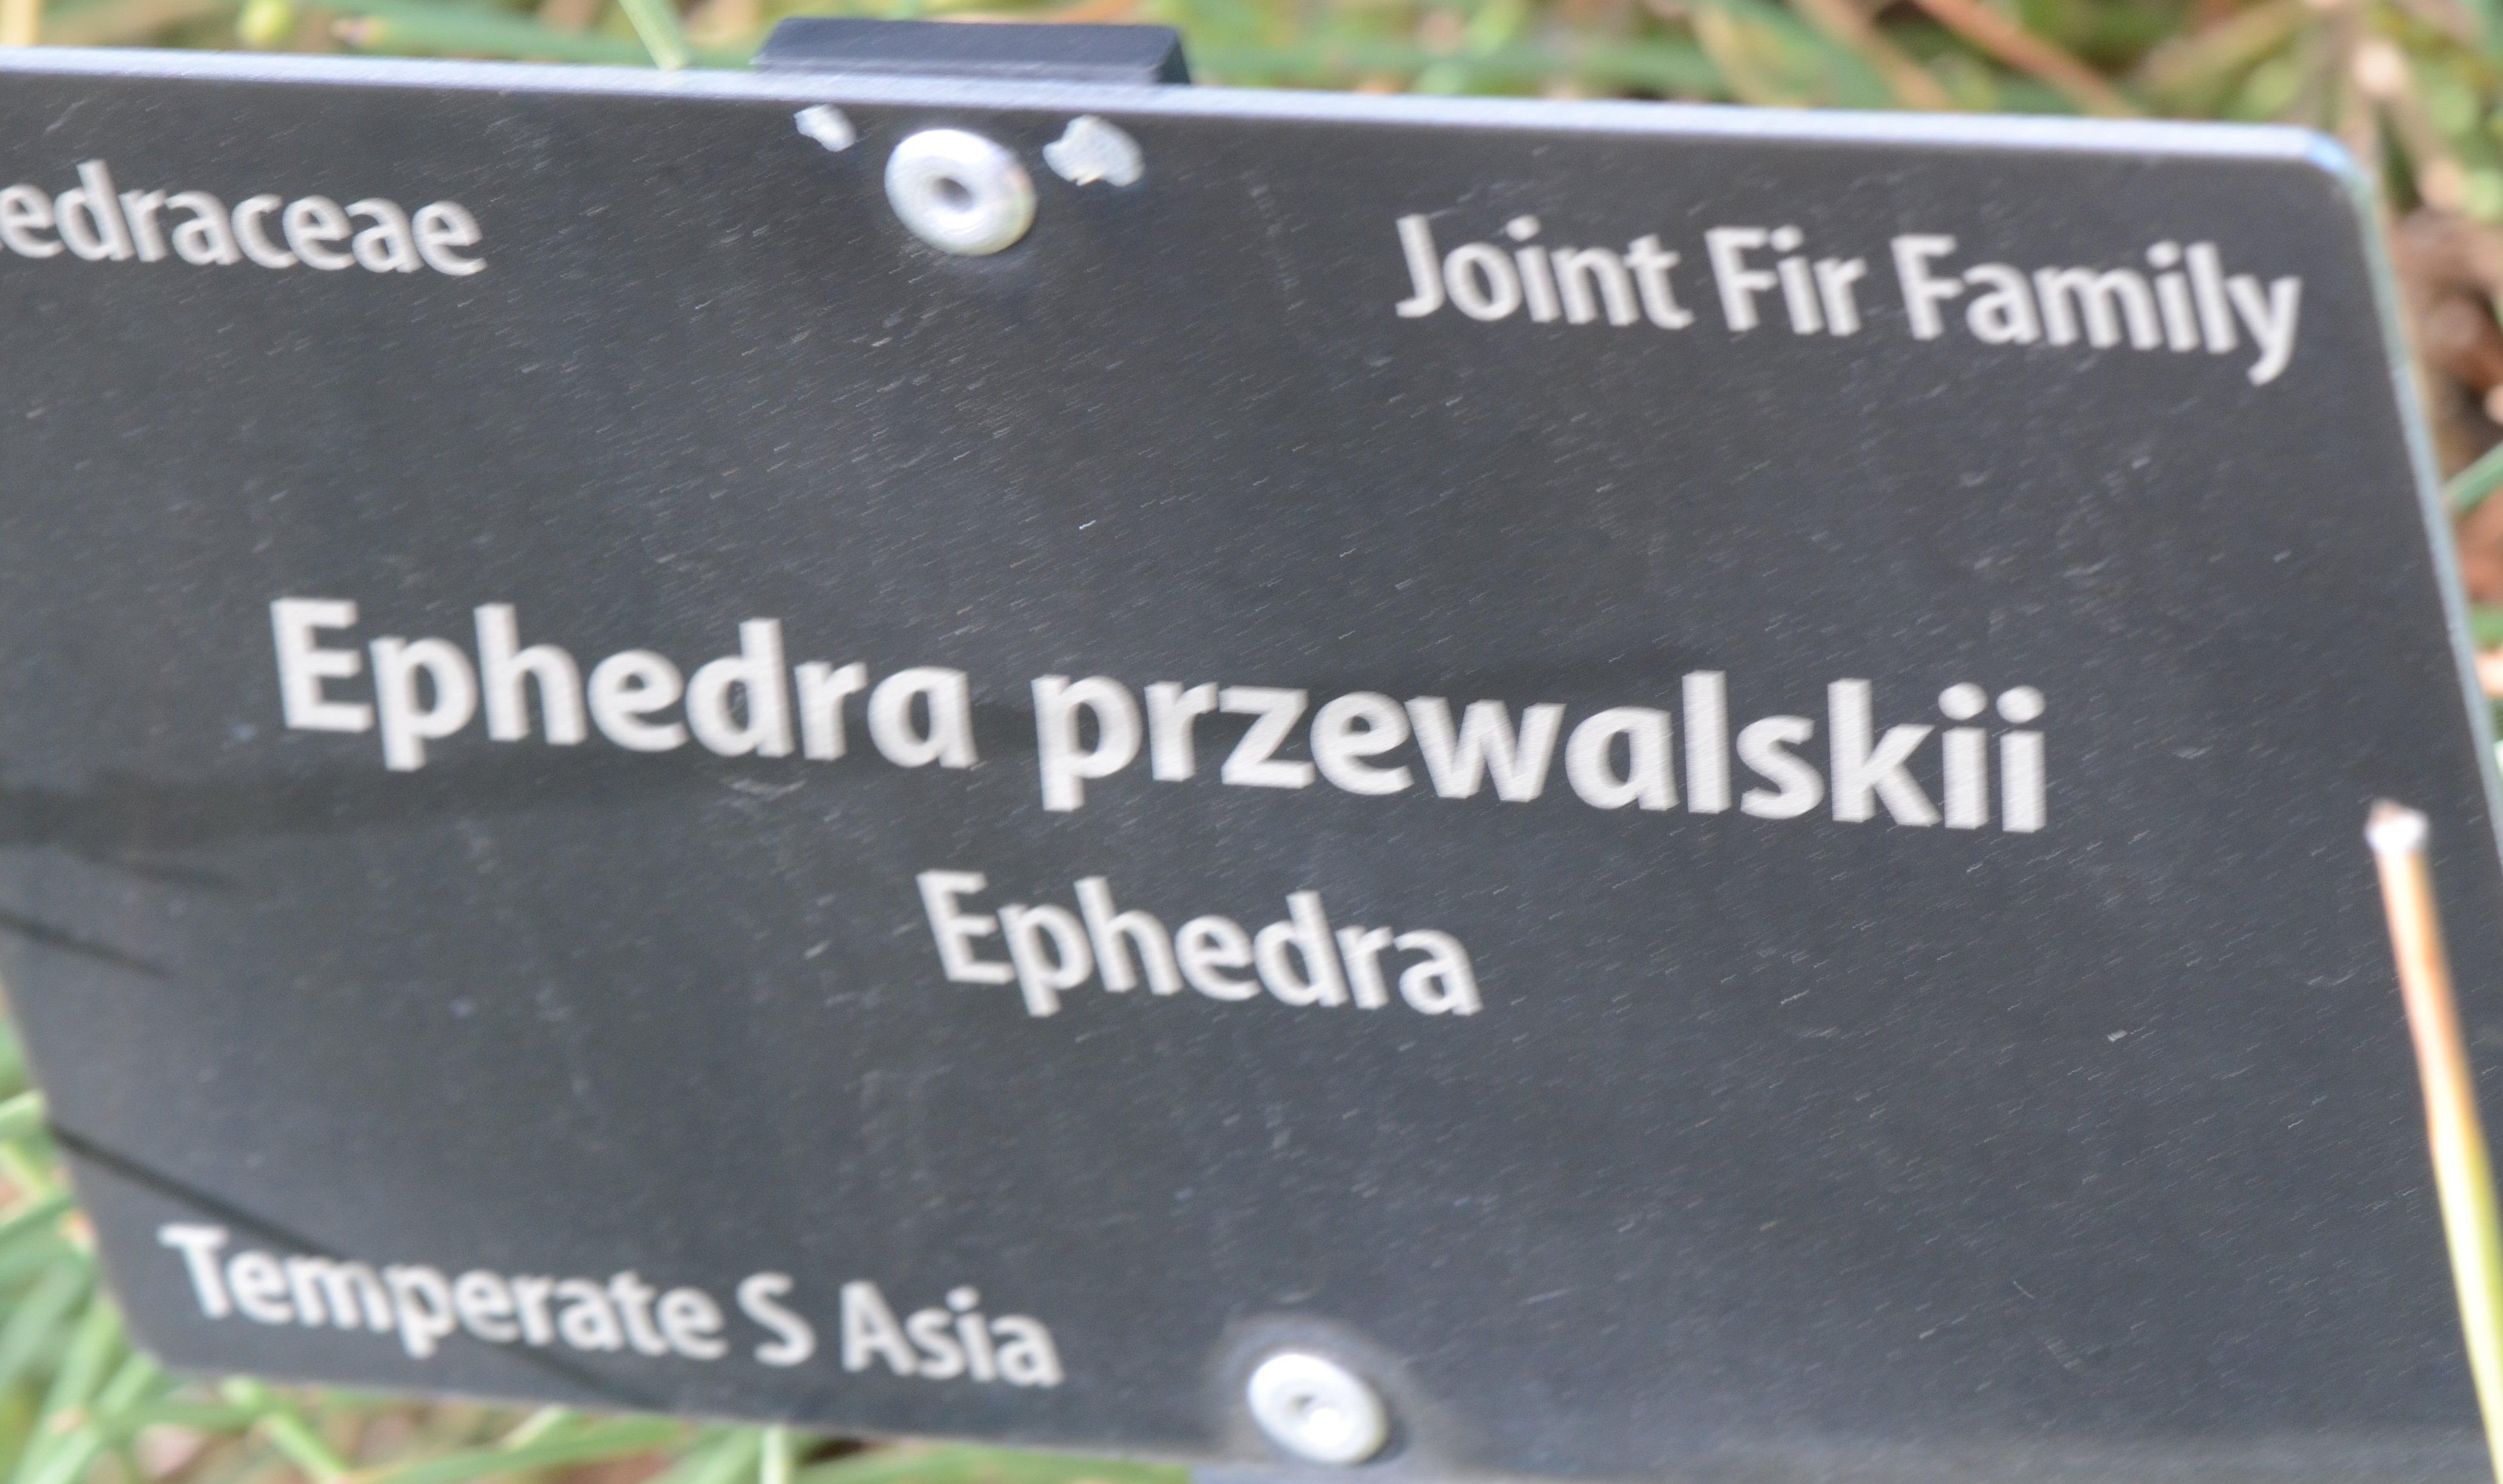 edraceae
Joint Fir Family
Ephedra przewalskii
Ephedra
Temperate S Asia